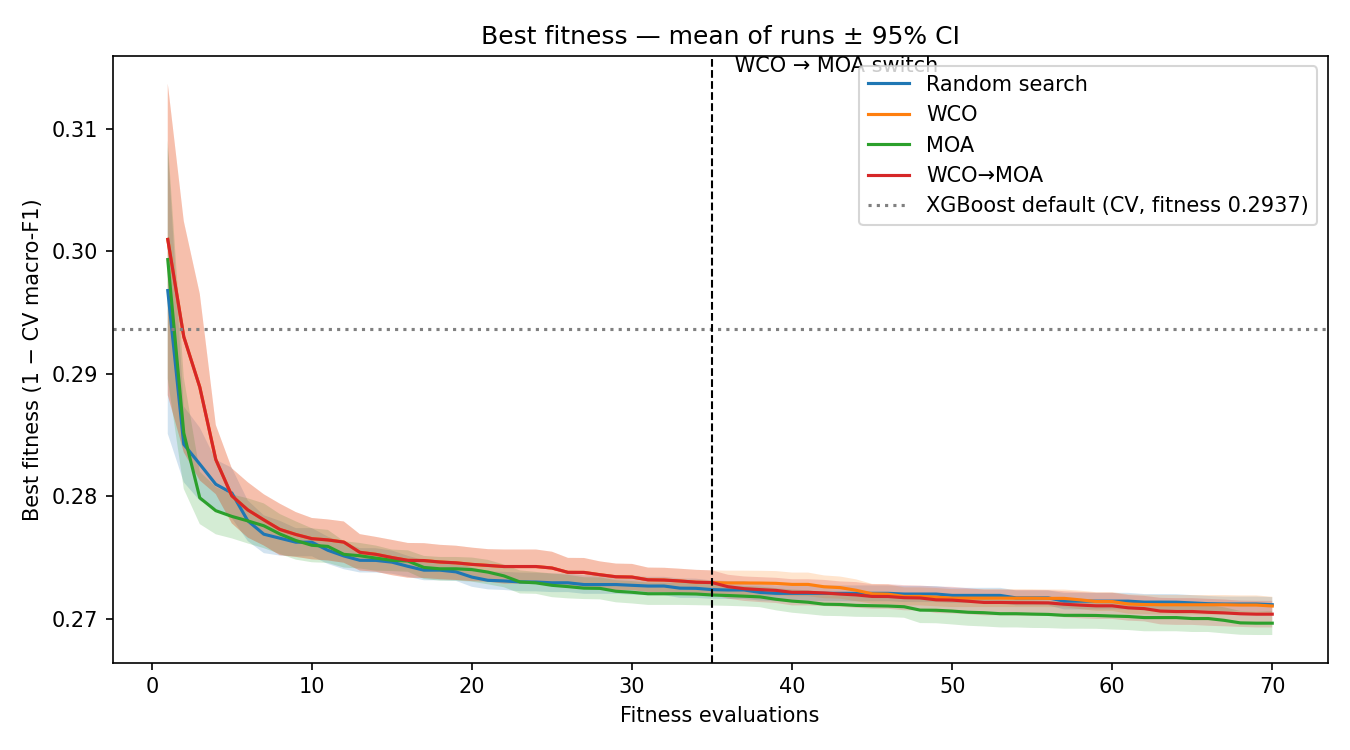 Best fitness — mean of runs ± 95% CI
WCO → MOA switch
Random search
WCO
MOA
WCO→MOA
XGBoost default (CV, fitness 0.2937)
Best fitness (1 − CV macro-F1)
0.31
0.30
0.29
0.28
0.27
0 10 20 30 40 50 60 70
Fitness evaluations